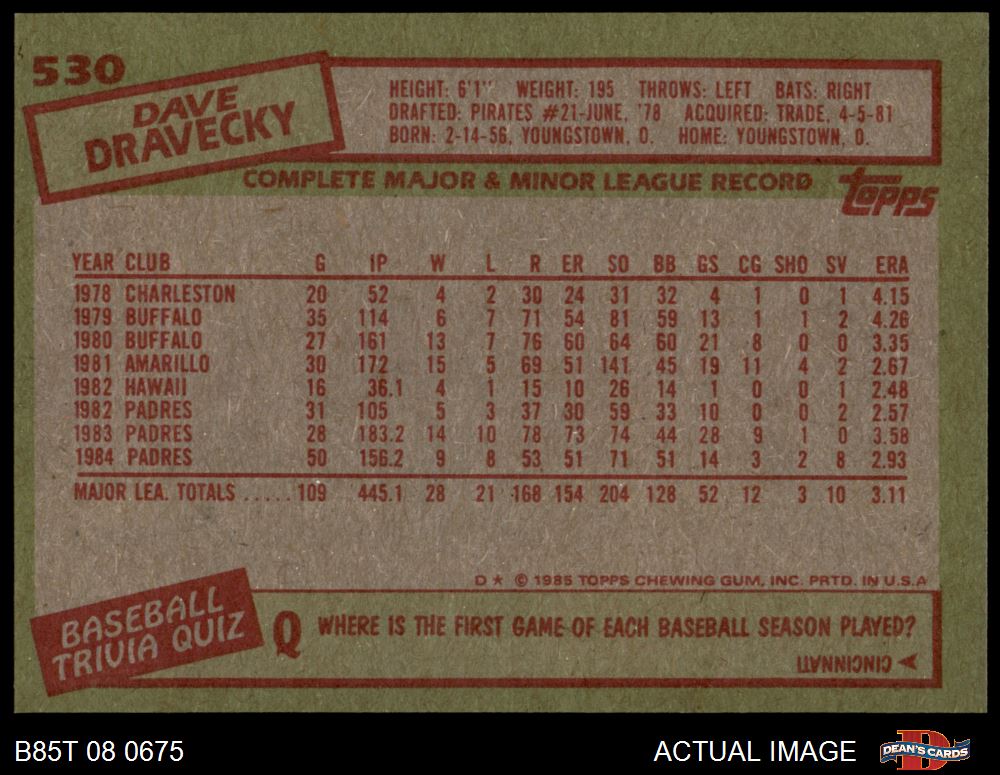 530
DAVE
DRAVECKY
HEIGHT: 6'1" WEIGHT: 195 THROWS: LEFT BATS: RIGHT
DRAFTED: PIRATES #21-JUNE, '78 ACQUIRED: TRADE, 4-5-81
BORN: 2-14-56, YOUNGSTOWN, O. HOME: YOUNGSTOWN, O.
COMPLETE MAJOR & MINOR LEAGUE RECORD
topps
YEAR CLUB G IP W L R ER SO BB GS CG SHO SV ERA
1978 CHARLESTON 20 52 4 2 30 24 31 32 4 1 0 1 4.15
1979 BUFFALO 35 114 6 7 71 54 81 59 13 1 1 2 4.26
1980 BUFFALO 27 161 13 7 76 60 64 60 21 8 0 0 3.35
1981 AMARILLO 30 172 15 5 69 51 141 45 19 11 4 2 2.67
1982 HAWAII 16 36.1 4 1 15 10 26 14 1 0 0 1 2.48
1982 PADRES 31 105 5 3 37 30 59 33 10 0 0 2 2.57
1983 PADRES 28 183.2 14 10 78 73 74 44 28 9 1 0 3.58
1984 PADRES 50 156.2 9 8 53 51 71 51 14 3 2 8 2.93
MAJOR LEA. TOTALS ..... 109 445.1 28 21 168 154 204 128 52 12 3 10 3.11
D ★ © 1985 TOPPS CHEWING GUM, INC. PRTD. IN U.S.A
BASEBALL
TRIVIA QUIZ
Q WHERE IS THE FIRST GAME OF EACH BASEBALL SEASON PLAYED?
CINCINNATI
B85T 08 0675
ACTUAL IMAGE
D
DEAN'S CARDS